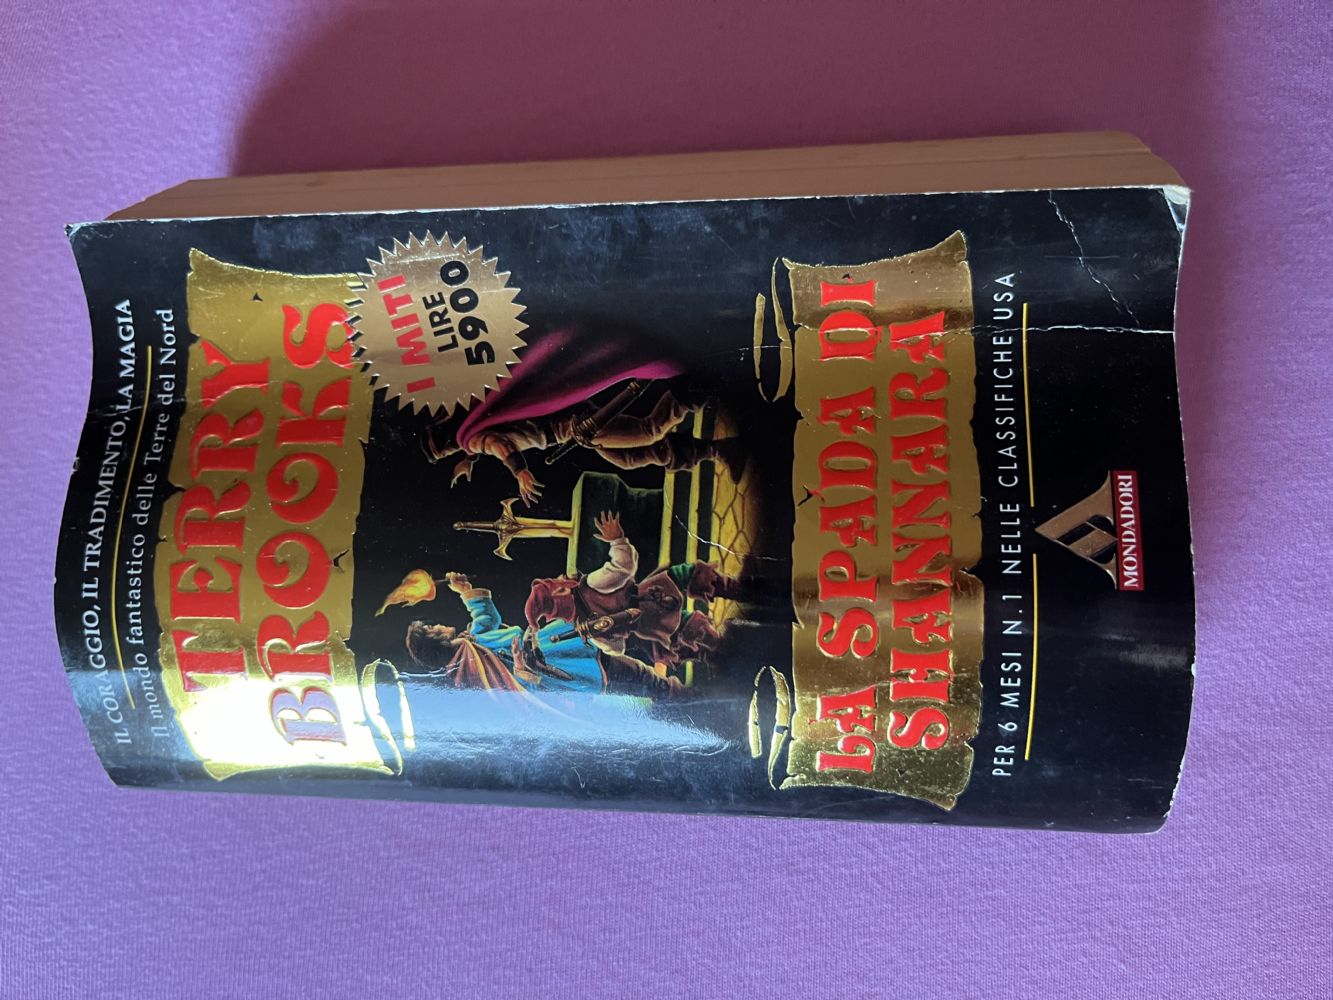 IL CORAGGIO, IL TRADIMENTO, LA MAGIA
Il mondo fantastico delle Terre del Nord
TERRY
BROOKS
I MITI
LIRE
5900
LA SPADA DI
SHANNARA
PER 6 MESI N.1 NELLE CLASSIFICHE USA
MONDADORI